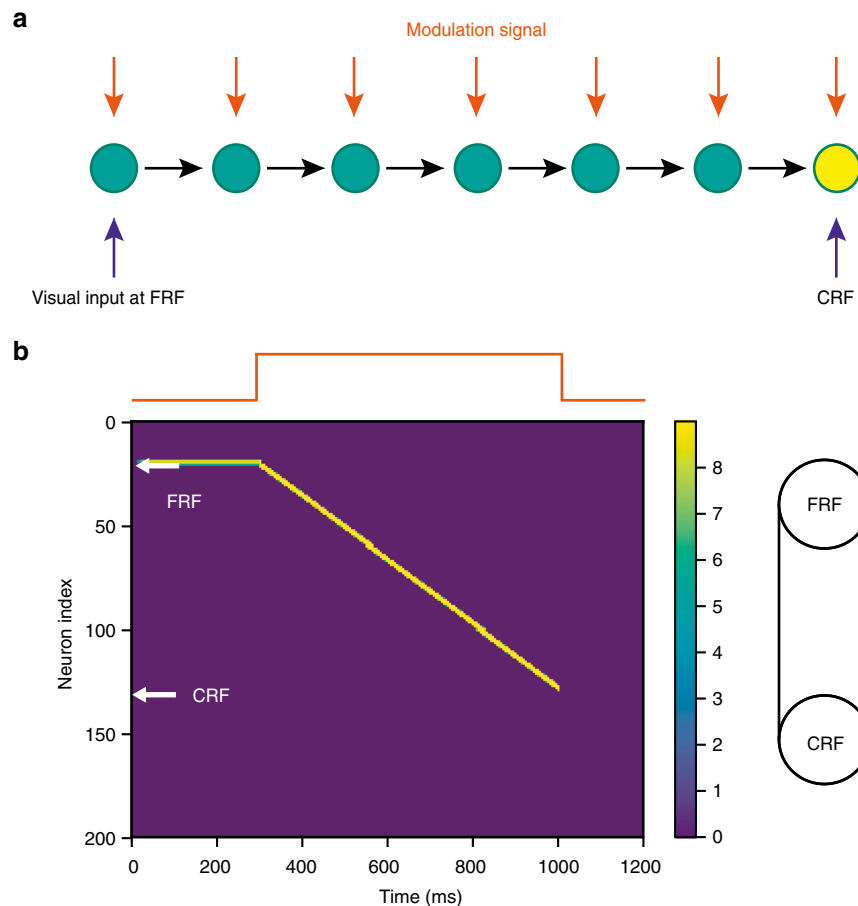 a
Modulation signal
Visual input at FRF
CRF
b
0
50
100
150
200
Neuron index
FRF
CRF
0
200
400
600
800
1000
1200
Time (ms)
8
7
6
5
4
3
2
1
0
FRF
CRF